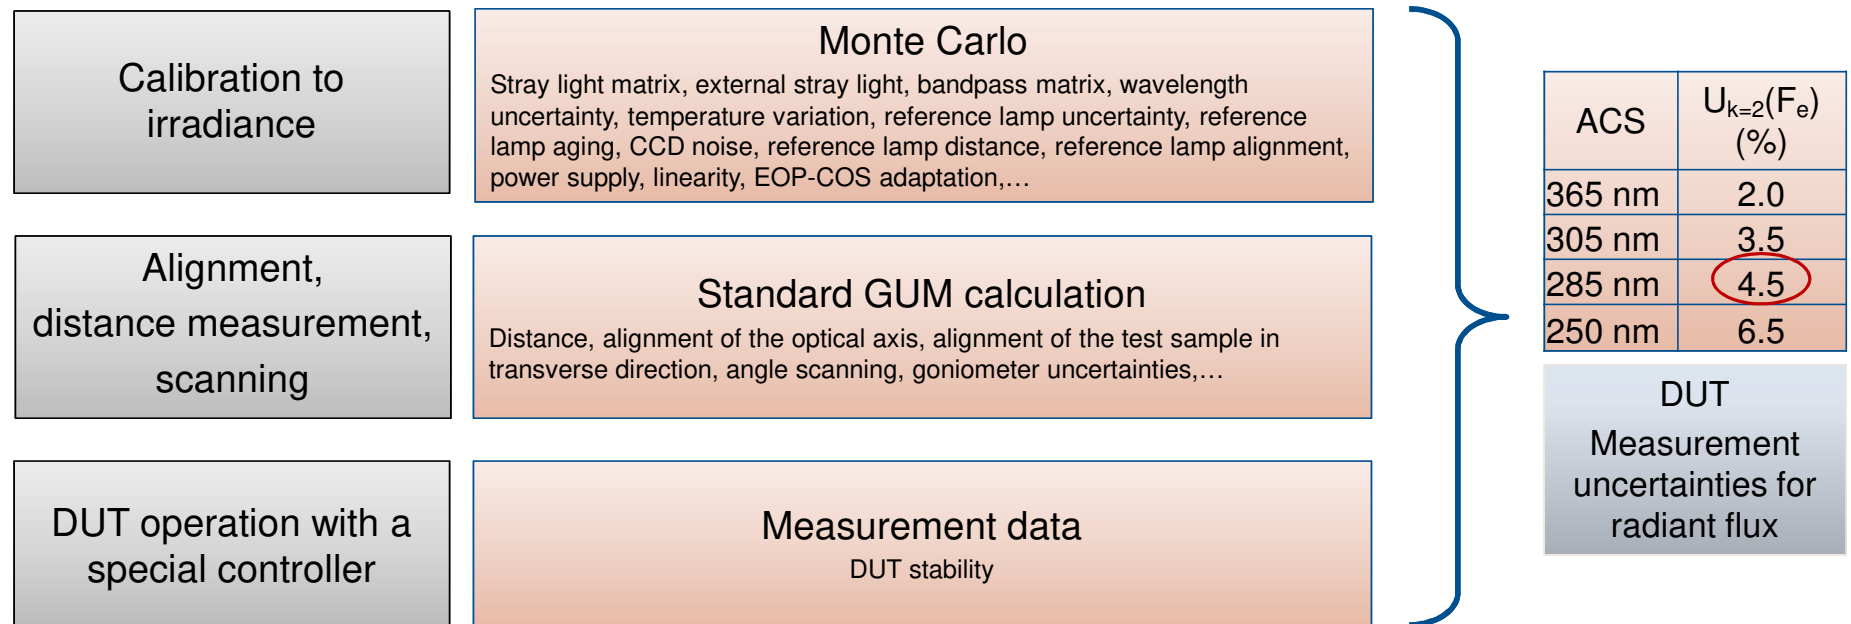 Calibration to
irradiance
Monte Carlo
Stray light matrix, external stray light, bandpass matrix, wavelength
uncertainty, temperature variation, reference lamp uncertainty, reference
lamp aging, CCD noise, reference lamp distance, reference lamp alignment,
power supply, linearity, EOP-COS adaptation,…
Alignment,
distance measurement,
scanning
Standard GUM calculation
Distance, alignment of the optical axis, alignment of the test sample in
transverse direction, angle scanning, goniometer uncertainties,…
DUT operation with a
special controller
Measurement data
DUT stability
ACS
Uk=2(Fe)
(%)
365 nm 2.0
305 nm 3.5
285 nm 4.5
250 nm 6.5
DUT
Measurement
uncertainties for
radiant flux